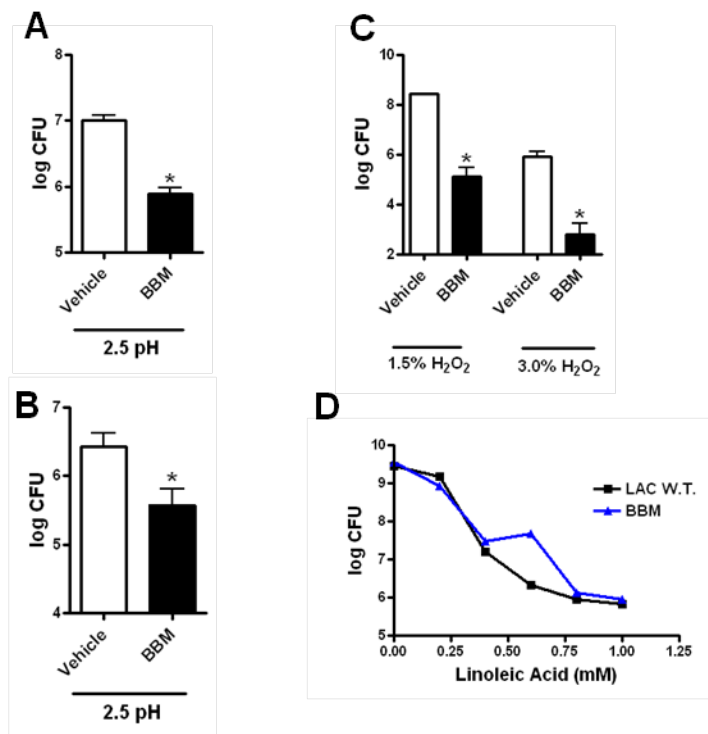 A
8
7
6
5
log CFU
*
Vehicle
BBM
2.5 pH
B
7
6
5
4
log CFU
*
Vehicle
BBM
2.5 pH
C
10
8
6
4
2
log CFU
*
*
Vehicle
BBM
Vehicle
BBM
1.5% H₂O₂
3.0% H₂O₂
D
10
9
8
7
6
5
log CFU
LAC W.T.
BBM
0.00 0.25 0.50 0.75 1.00 1.25
Linoleic Acid (mM)